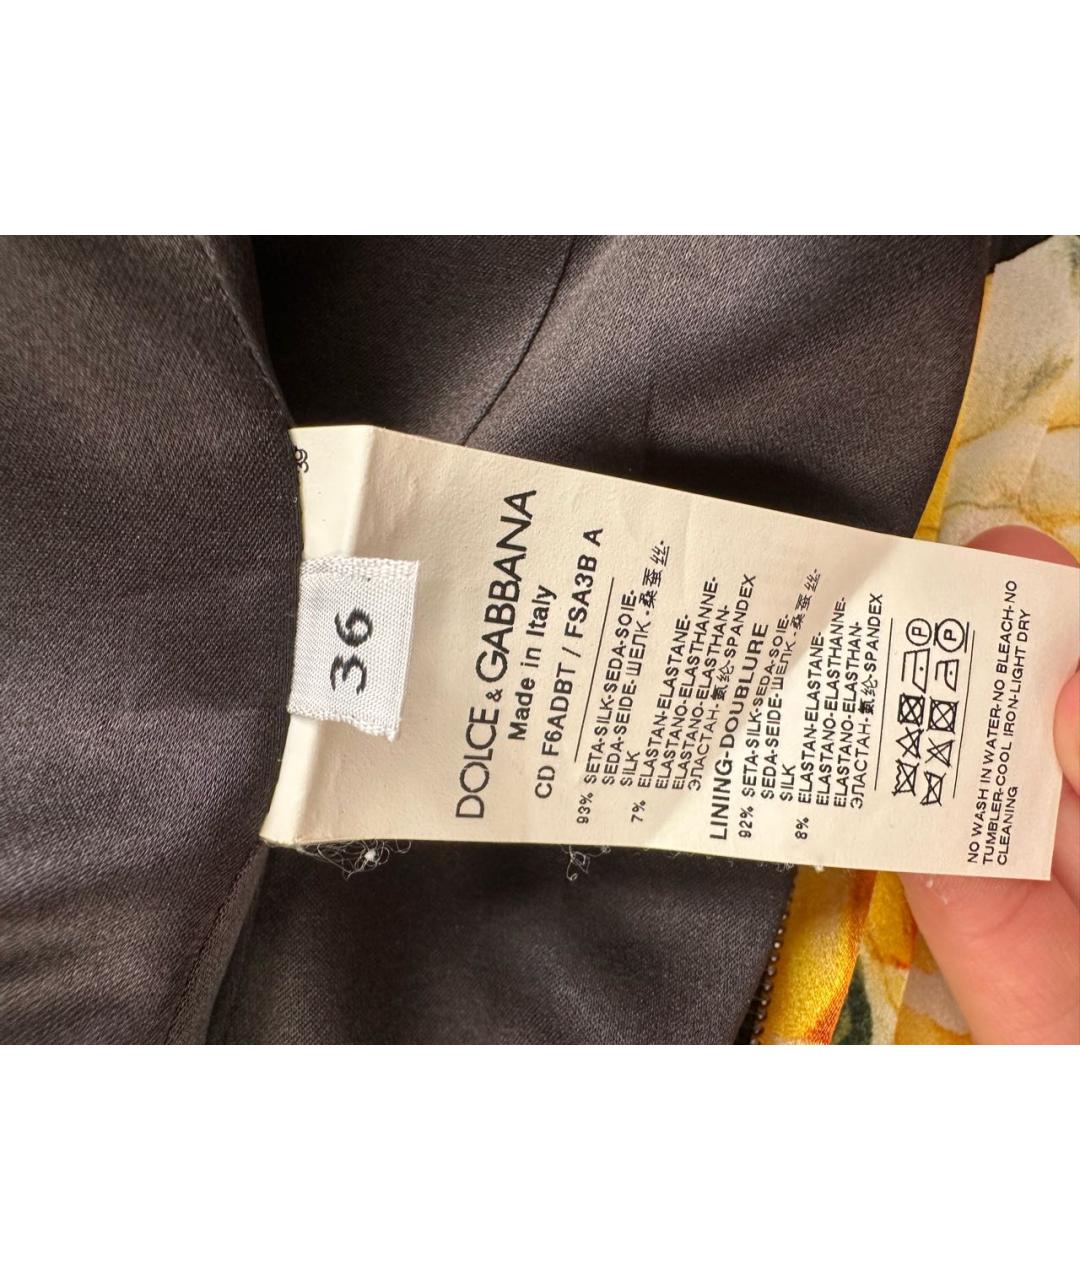 39
36
DOLCE & GABBANA
Made in Italy
CD F6ADBT / FSA3B A
93% SETA-SILK-SEDA-SOIE-
SEDA-SEIDE-ШЕЛК-桑蚕丝-
SILK
7% ELASTAN-ELASTANE-
ELASTANO-ELASTHANNE-
ELASTANO-ELASTHAN-
ЭЛАСТАН-氨纶-SPANDEX
LINING-DOUBLURE
92% SETA-SILK-SEDA-SOIE-
SEDA-SEIDE-ШЕЛК-桑蚕丝-
SILK
8% ELASTAN-ELASTANE-
ELASTANO-ELASTHANNE-
ELASTANO-ELASTHAN-
ЭЛАСТАН-氨纶-SPANDEX
P
P
NO WASH IN WATER-NO BLEACH-NO
TUMBLER-COOL IRON-LIGHT DRY
CLEANING